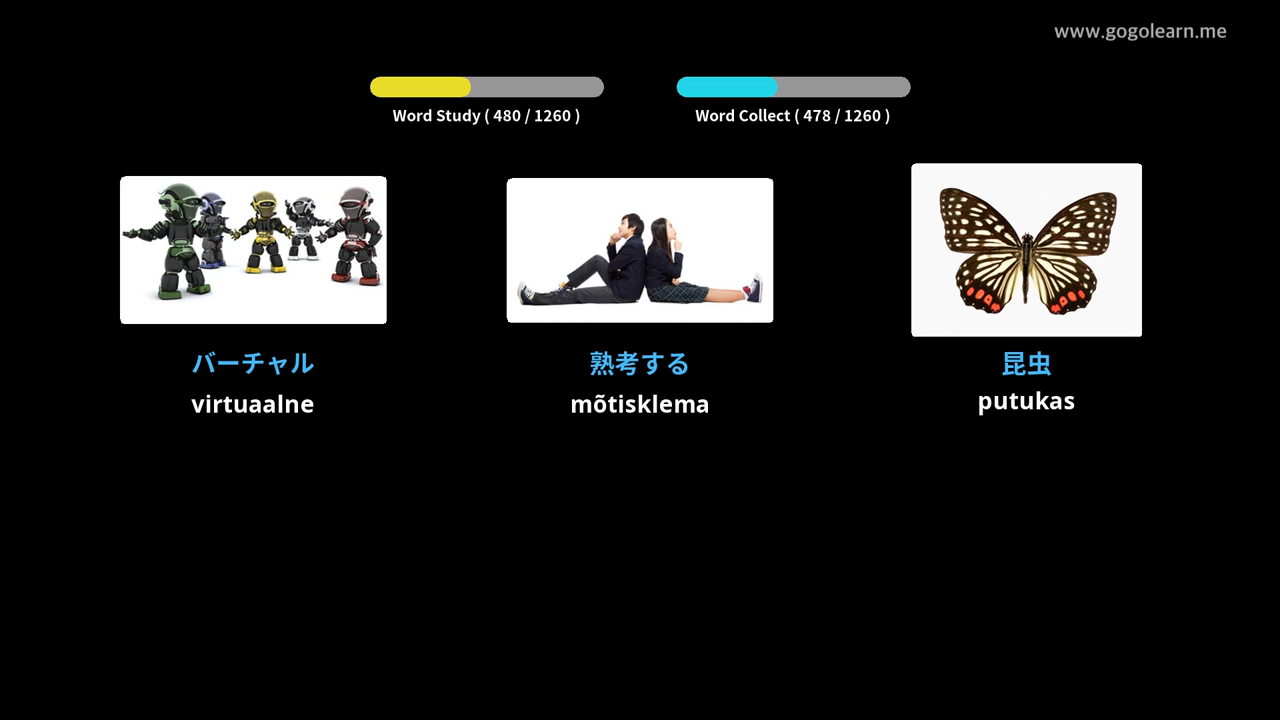 www.gogolearn.me
Word Study ( 480 / 1260 )
Word Collect ( 478 / 1260 )
バーチャル
virtuaalne
熟考する
mõtisklema
昆虫
putukas